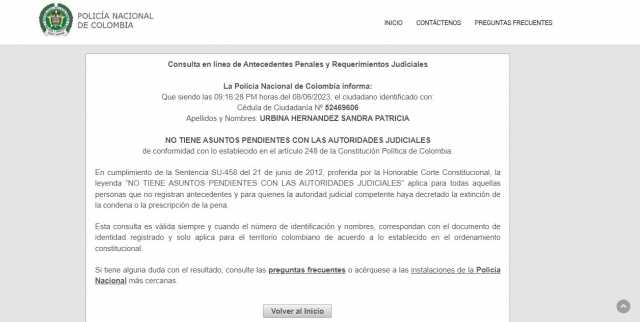 POLICÍA NACIONAL
DE COLOMBIA
INICIO CONTÁCTENOS PREGUNTAS FRECUENTES
Consulta en línea de Antecedentes Penales y Requerimientos Judiciales
La Policía Nacional de Colombia informa:
Que siendo las 09:16:28 PM horas del 08/06/2023, el ciudadano identificado con:
Cédula de Ciudadanía Nº 52469606
Apellidos y Nombres: URBINA HERNANDEZ SANDRA PATRICIA
NO TIENE ASUNTOS PENDIENTES CON LAS AUTORIDADES JUDICIALES
de conformidad con lo establecido en el artículo 248 de la Constitución Política de Colombia.
En cumplimiento de la Sentencia SU-458 del 21 de junio de 2012, proferida por la Honorable Corte Constitucional, la
leyenda "NO TIENE ASUNTOS PENDIENTES CON LAS AUTORIDADES JUDICIALES" aplica para todas aquellas
personas que no registran antecedentes y para quienes la autoridad judicial competente haya decretado la extinción de
la condena o la prescripción de la pena.
Esta consulta es válida siempre y cuando el número de identificación y nombres, correspondan con el documento de
identidad registrado y solo aplica para el territorio colombiano de acuerdo a lo establecido en el ordenamiento
constitucional.
Si tiene alguna duda con el resultado, consulte las preguntas frecuentes o acérquese a las instalaciones de la Policía
Nacional más cercanas.
Volver al Inicio